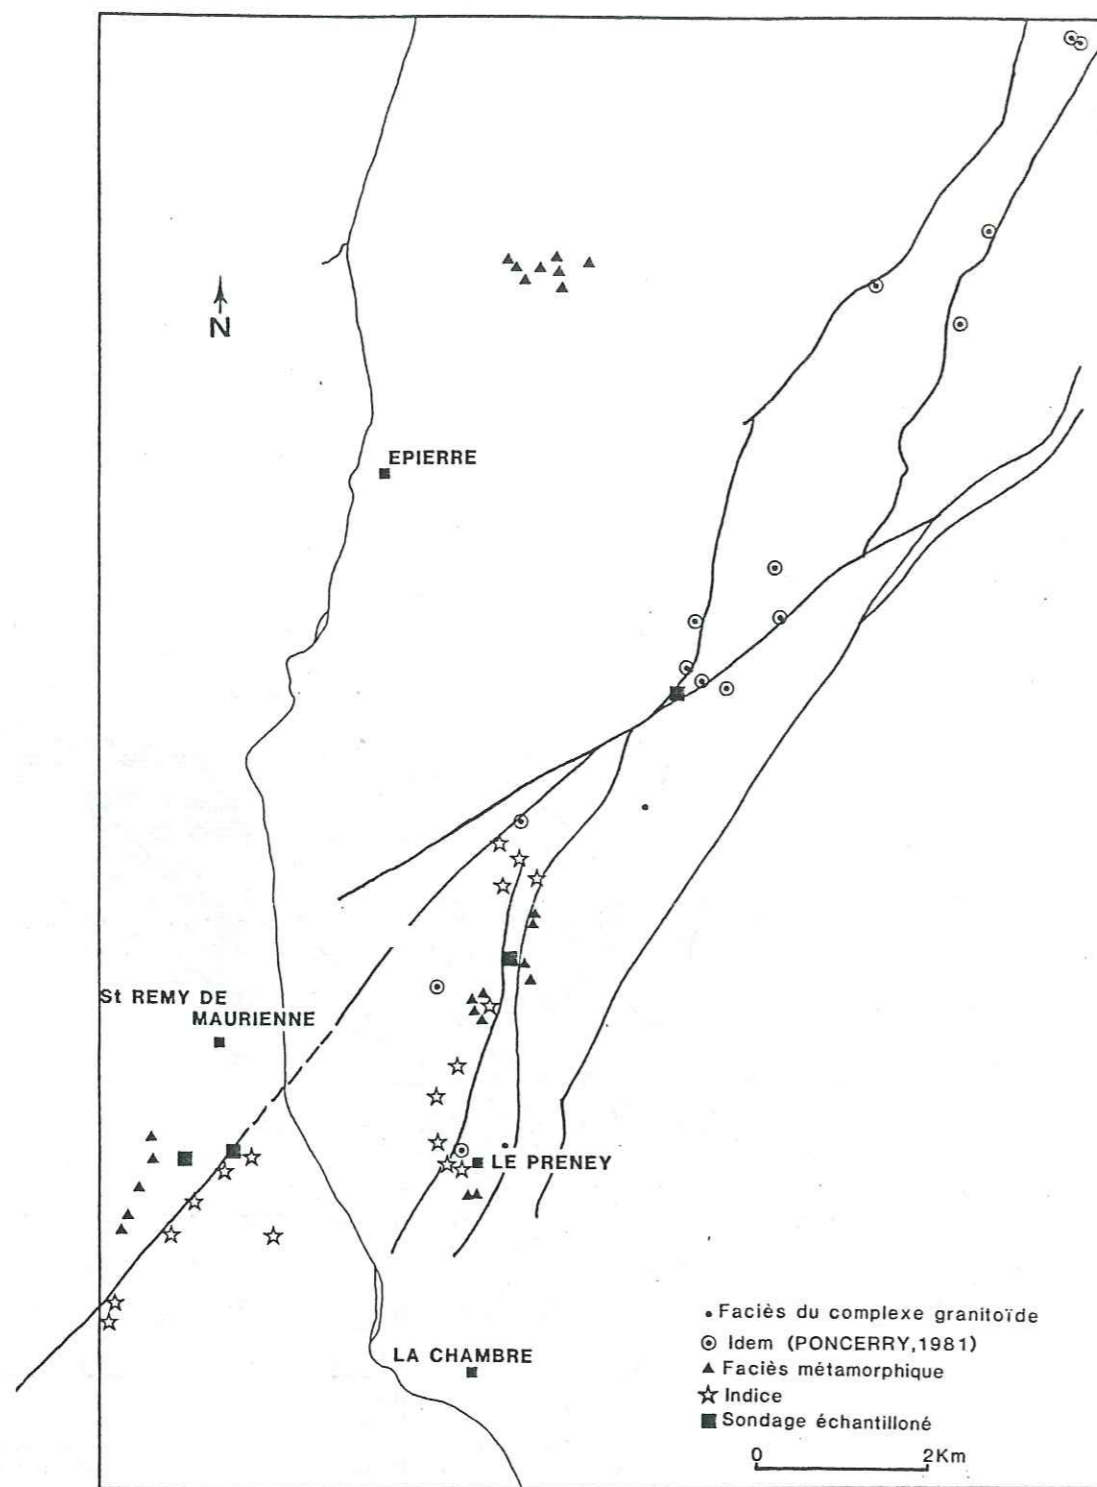 N
EPIERRE
St REMY DE
MAURIENNE
LE PRENEY
LA CHAMBRE
Faciès du complexe granitoïde
Idem (PONCERRY,1981)
Faciès métamorphique
Indice
Sondage échantilloné
0 2Km